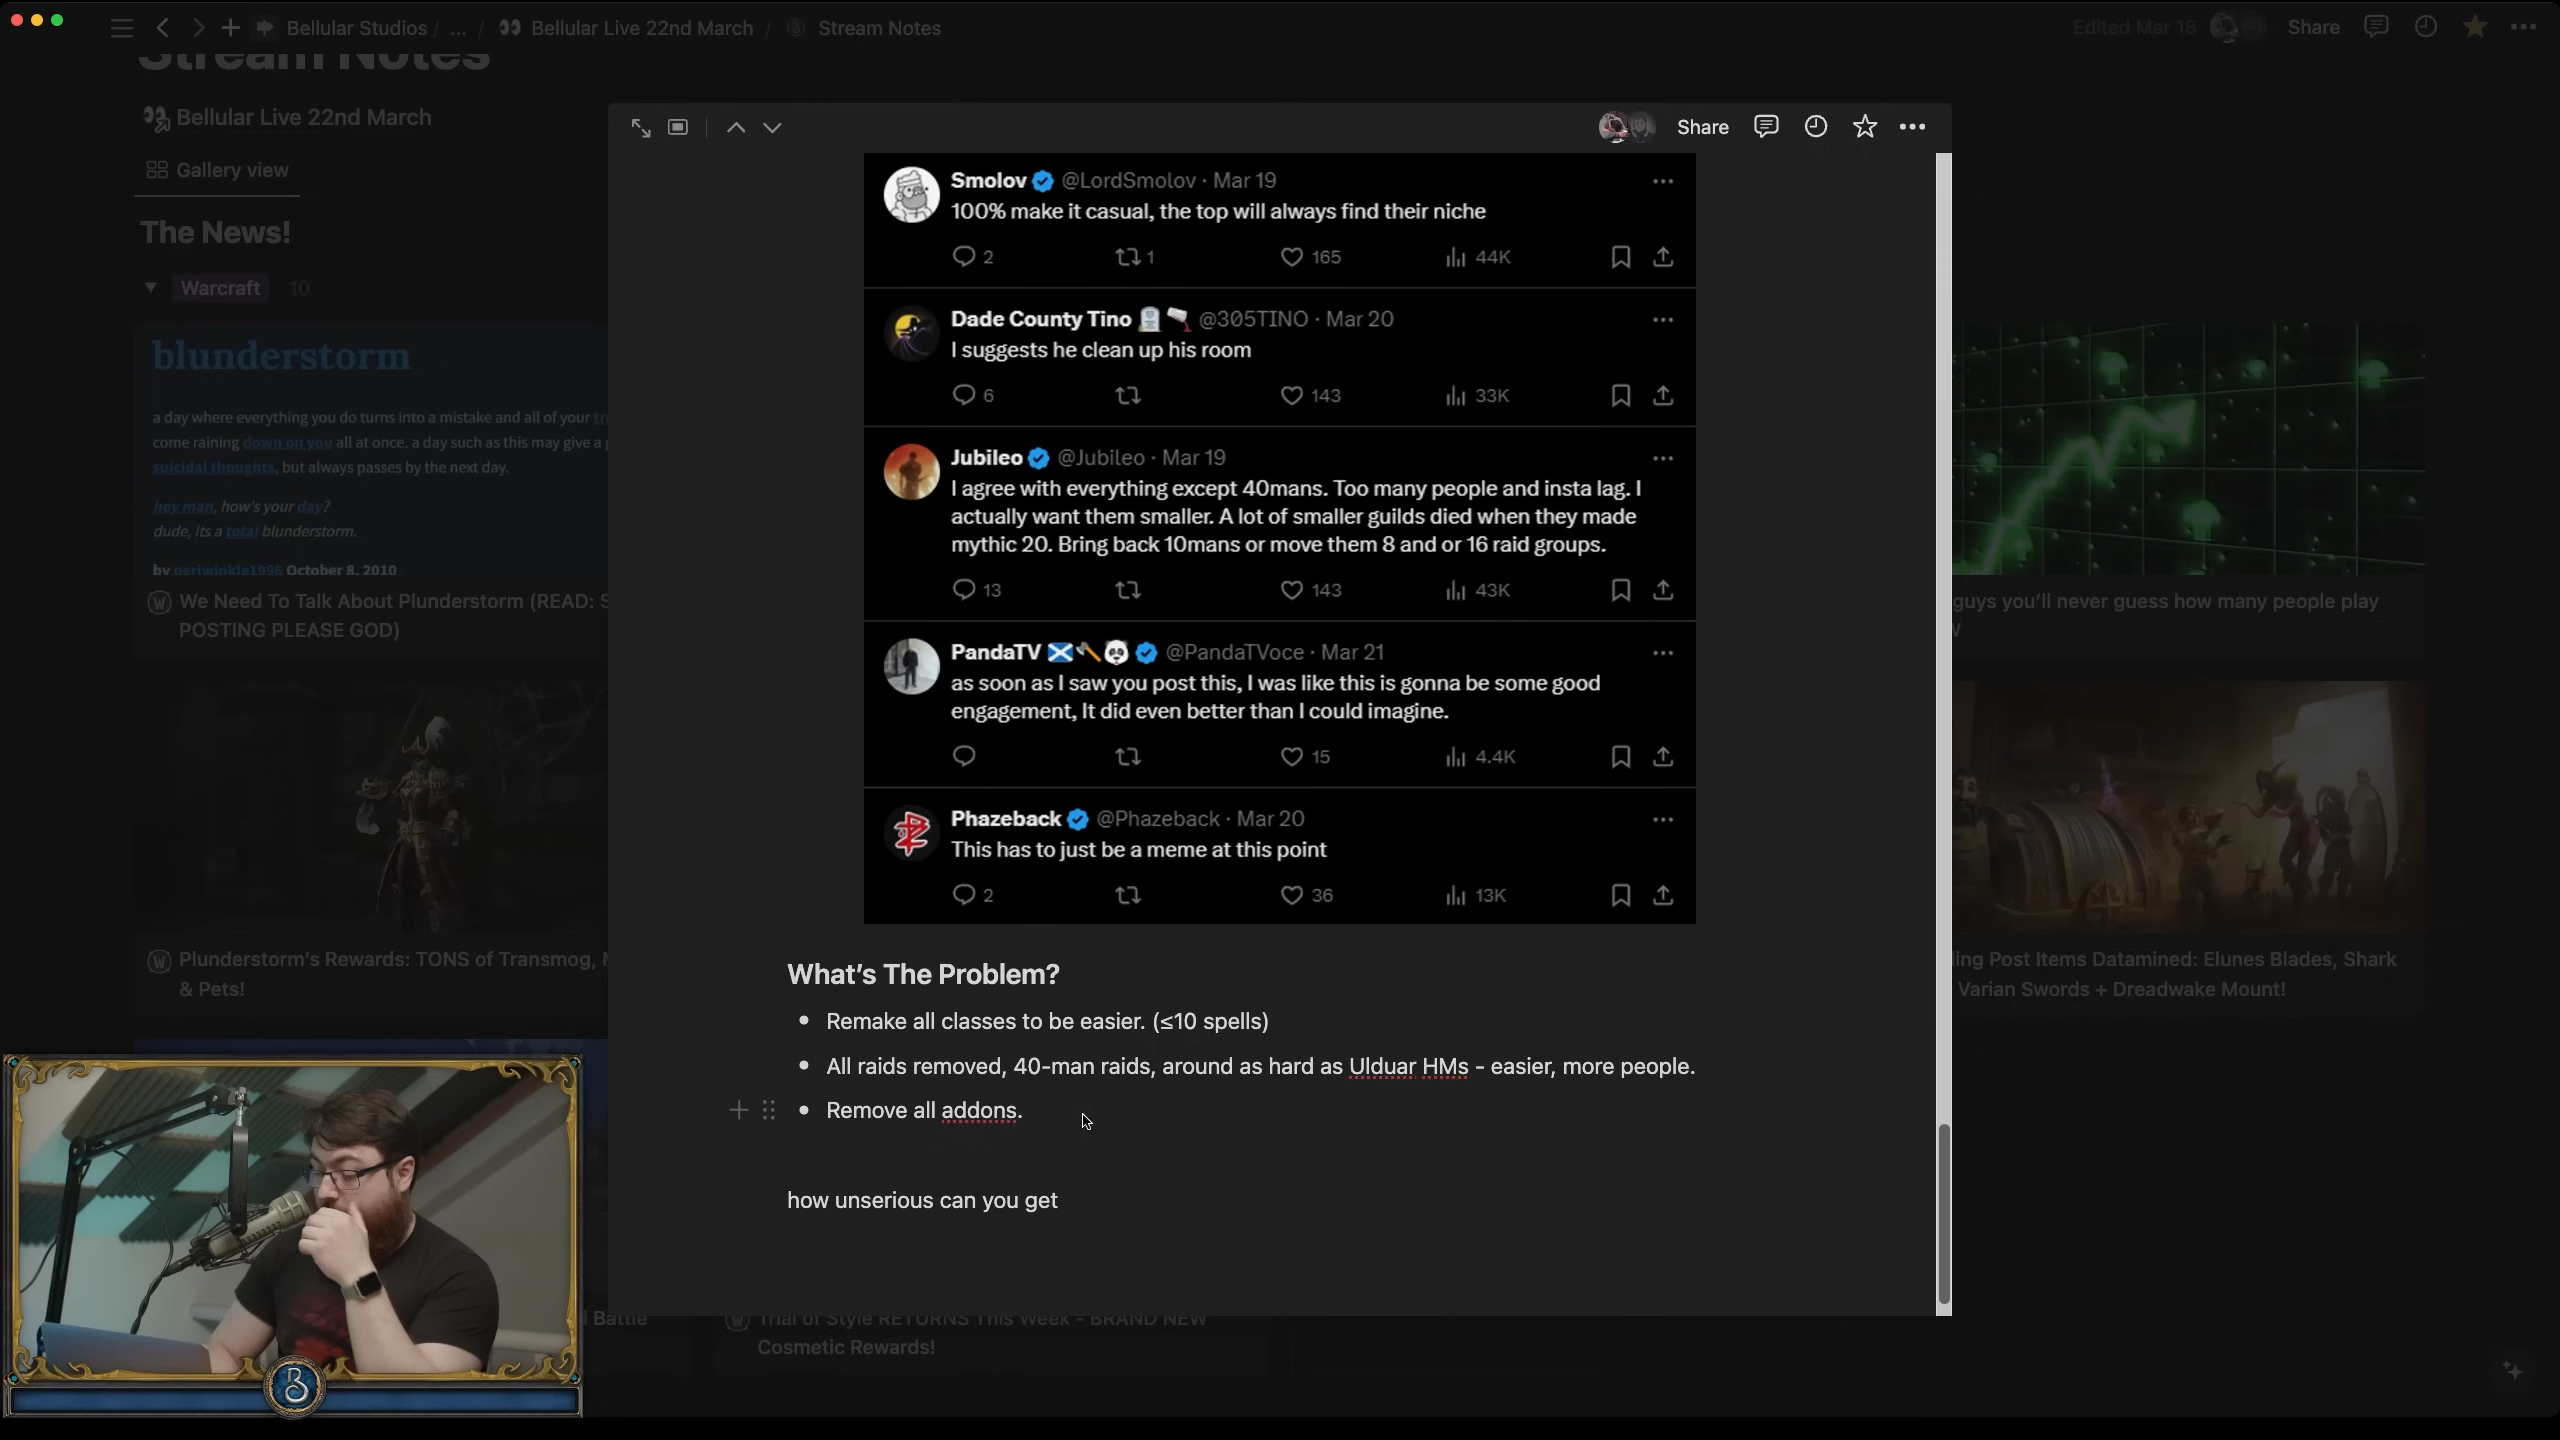 Bellular Studios / ... / 👀 Bellular Live 22nd March / Stream Notes
Edited Mar 18 Share
Stream Notes
👀 Bellular Live 22nd March
Gallery view
The News!
Warcraft 10
blunderstorm
a day where everything you do turns into a mistake and all of your
come raining down on you all at once. a day such as this may give a
suicidal thoughts, but always passes by the next day.
hey man, how's your day?
dude, its a total blunderstorm.
by periwinkle1996 October 8, 2010
We Need To Talk About Plunderstorm (READ:
POSTING PLEASE GOD)
Plunderstorm's Rewards: TONS of Transmog,
& Pets!
Share
Smolov @LordSmolov · Mar 19
100% make it casual, the top will always find their niche
2 1 165 44K
Dade County Tino 🪦 @305TINO · Mar 20
I suggests he clean up his room
6 143 33K
Jubileo @Jubileo · Mar 19
I agree with everything except 40mans. Too many people and insta lag. I
actually want them smaller. A lot of smaller guilds died when they made
mythic 20. Bring back 10mans or move them 8 and or 16 raid groups.
13 143 43K
PandaTV 🏴󠁧󠁢󠁳󠁣󠁴󠁿🪓🐼 @PandaTVoce · Mar 21
as soon as I saw you post this, I was like this is gonna be some good
engagement, It did even better than I could imagine.
15 4.4K
Phazeback @Phazeback · Mar 20
This has to just be a meme at this point
2 36 13K
What's The Problem?
• Remake all classes to be easier. (≤10 spells)
• All raids removed, 40-man raids, around as hard as Ulduar HMs - easier, more people.
• Remove all addons.
how unserious can you get
guys you'll never guess how many people play
ing Post Items Datamined: Elunes Blades, Shark
Varian Swords + Dreadwake Mount!
Battle
Trial of Style RETURNS This Week - BRAND NEW
Cosmetic Rewards!
B